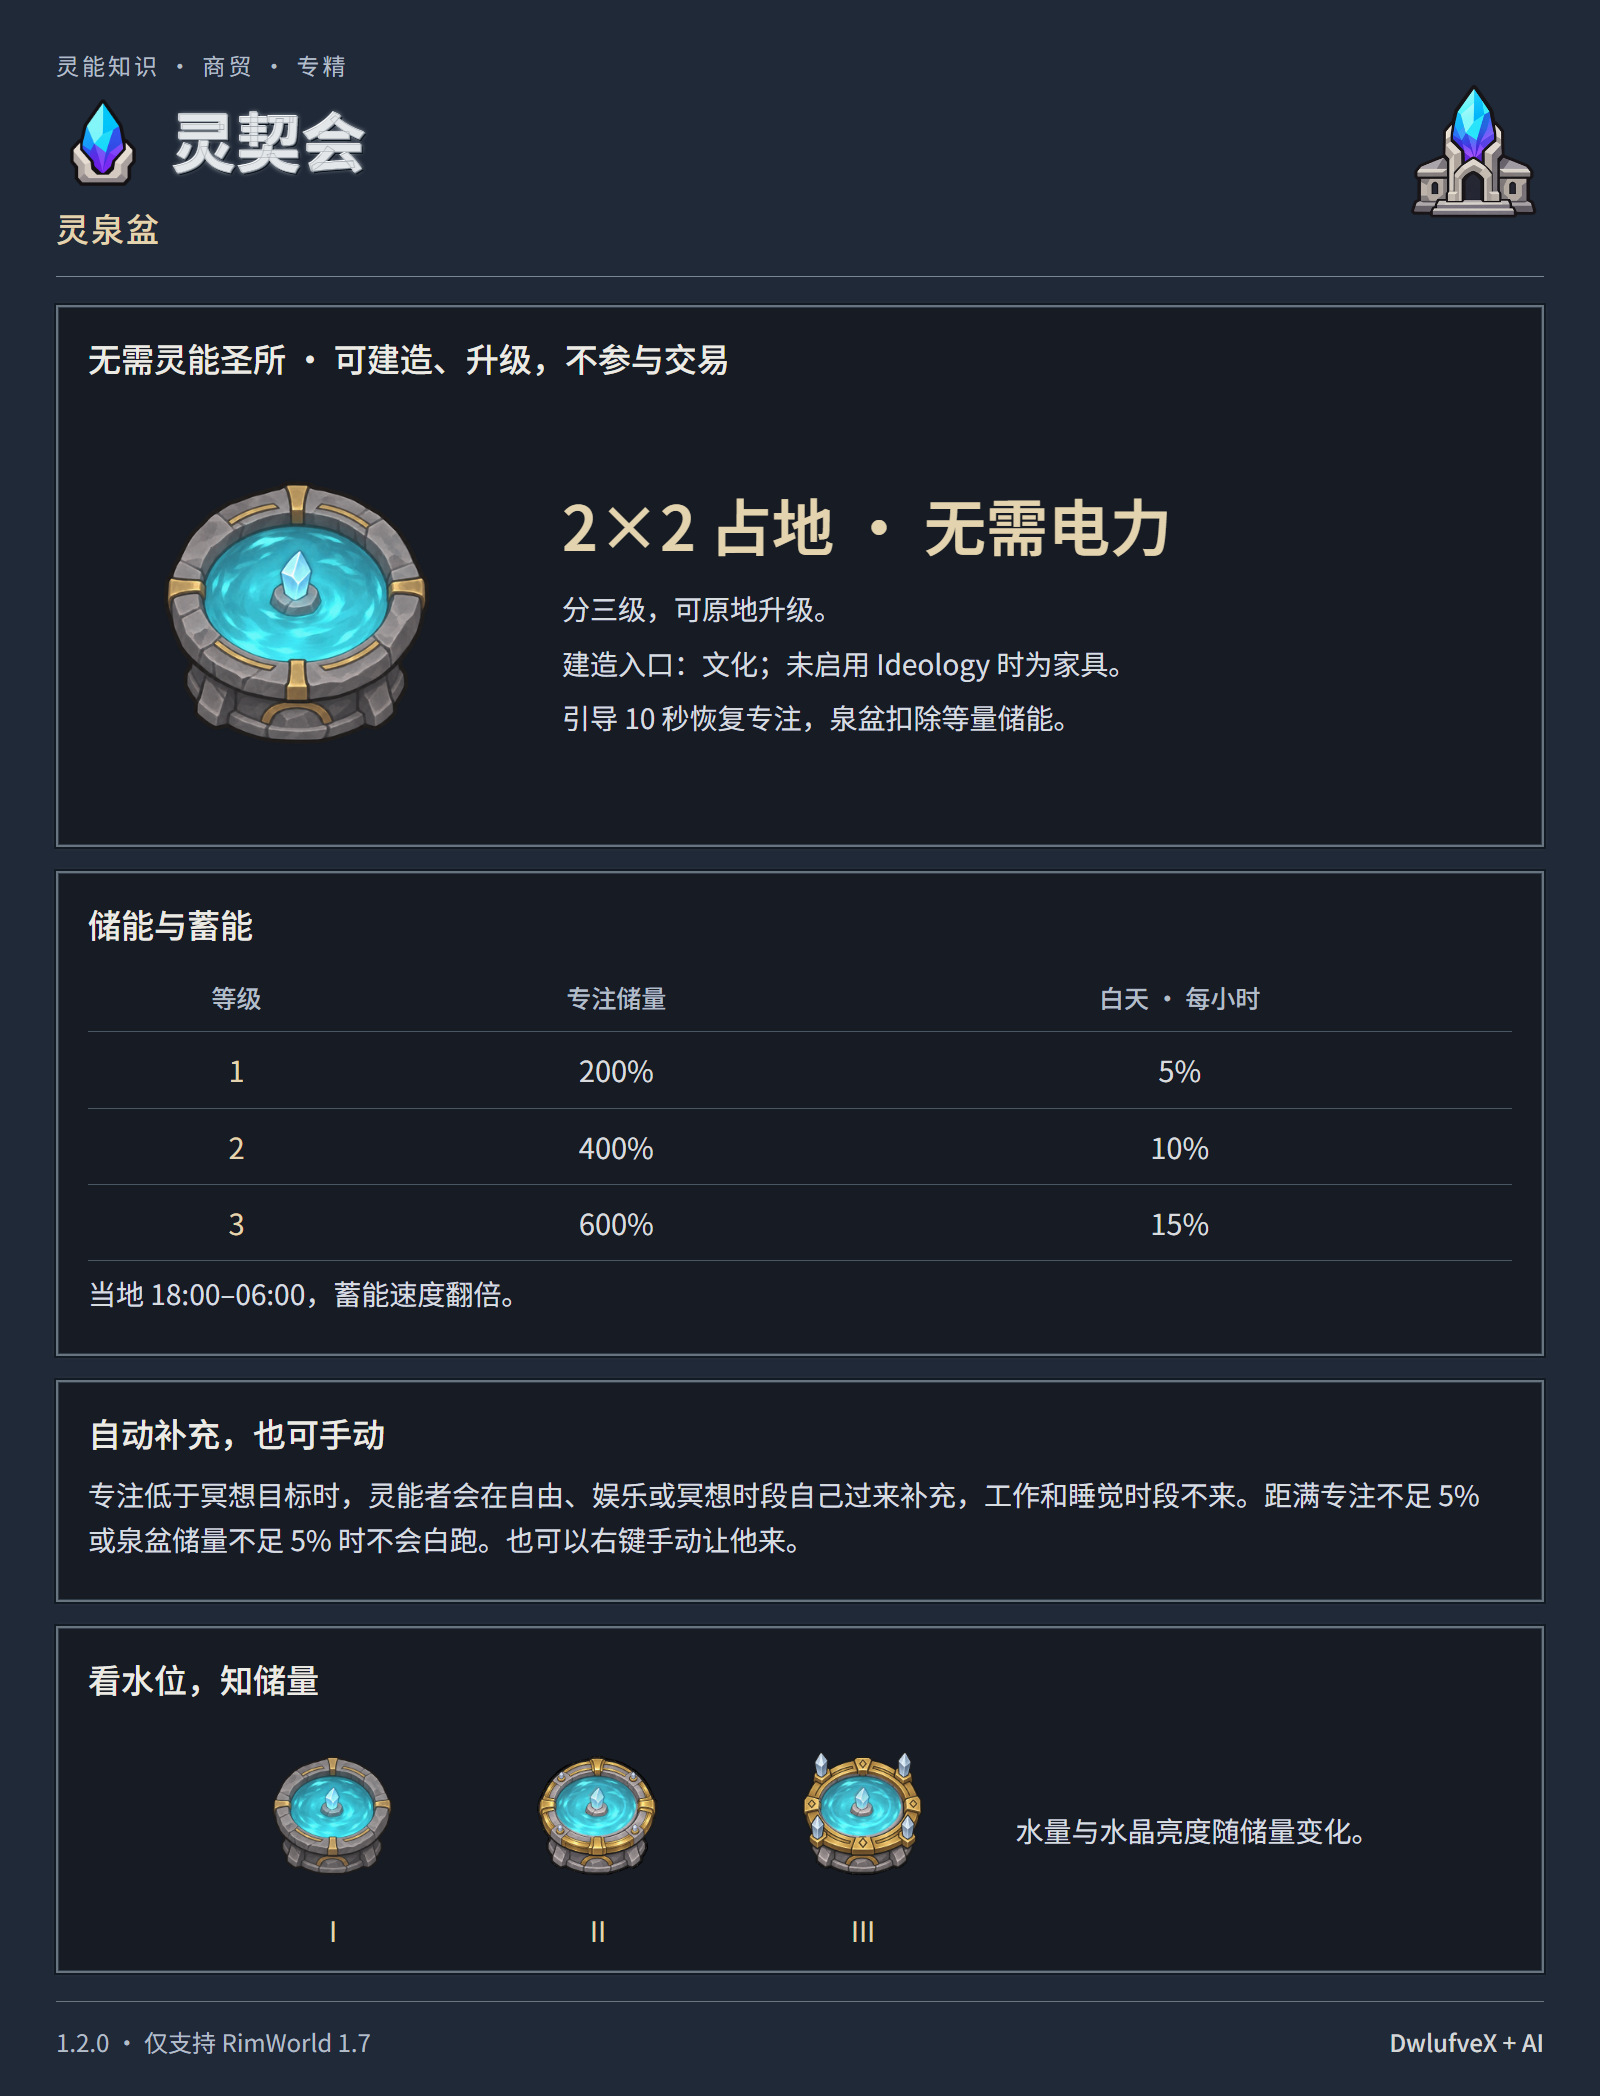 灵能知识 · 商贸 · 专精
灵契会
灵泉盆
无需灵能圣所 · 可建造、升级，不参与交易
2×2 占地 · 无需电力
分三级，可原地升级。
建造入口：文化；未启用 Ideology 时为家具。
引导 10 秒恢复专注，泉盆扣除等量储能。
储能与蓄能
等级 专注储量 白天 · 每小时
1 200% 5%
2 400% 10%
3 600% 15%
当地 18:00–06:00，蓄能速度翻倍。
自动补充，也可手动
专注低于冥想目标时，灵能者会在自由、娱乐或冥想时段自己过来补充，工作和睡觉时段不来。距满专注不足 5%
或泉盆储量不足 5% 时不会白跑。也可以右键手动让他来。
看水位，知储量
水量与水晶亮度随储量变化。
I II III
1.2.0 · 仅支持 RimWorld 1.7
DwlufveX + AI